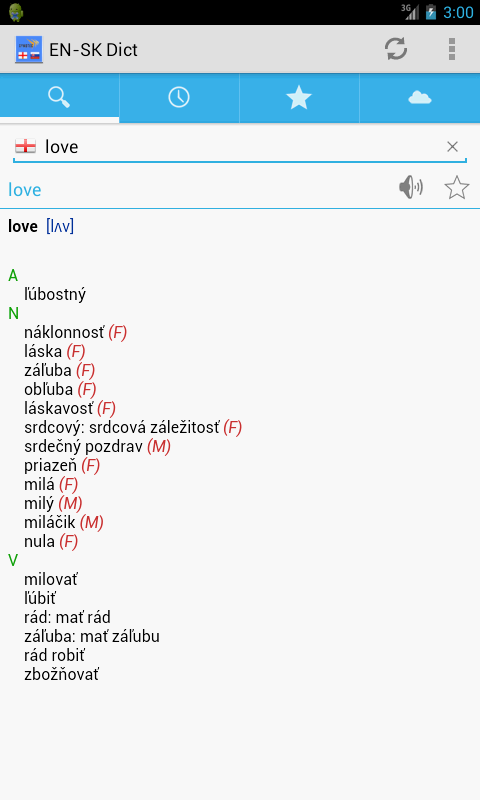 3G 3:00
EN-SK Dict
love
love
love [lʌv]
A
ľúbostný
N
náklonnosť (F)
láska (F)
záľuba (F)
obľuba (F)
láskavosť (F)
srdcový: srdcová záležitosť (F)
srdečný pozdrav (M)
priazeň (F)
milá (F)
milý (M)
miláčik (M)
nula (F)
V
milovať
ľúbiť
rád: mať rád
záľuba: mať záľubu
rád robiť
zbožňovať